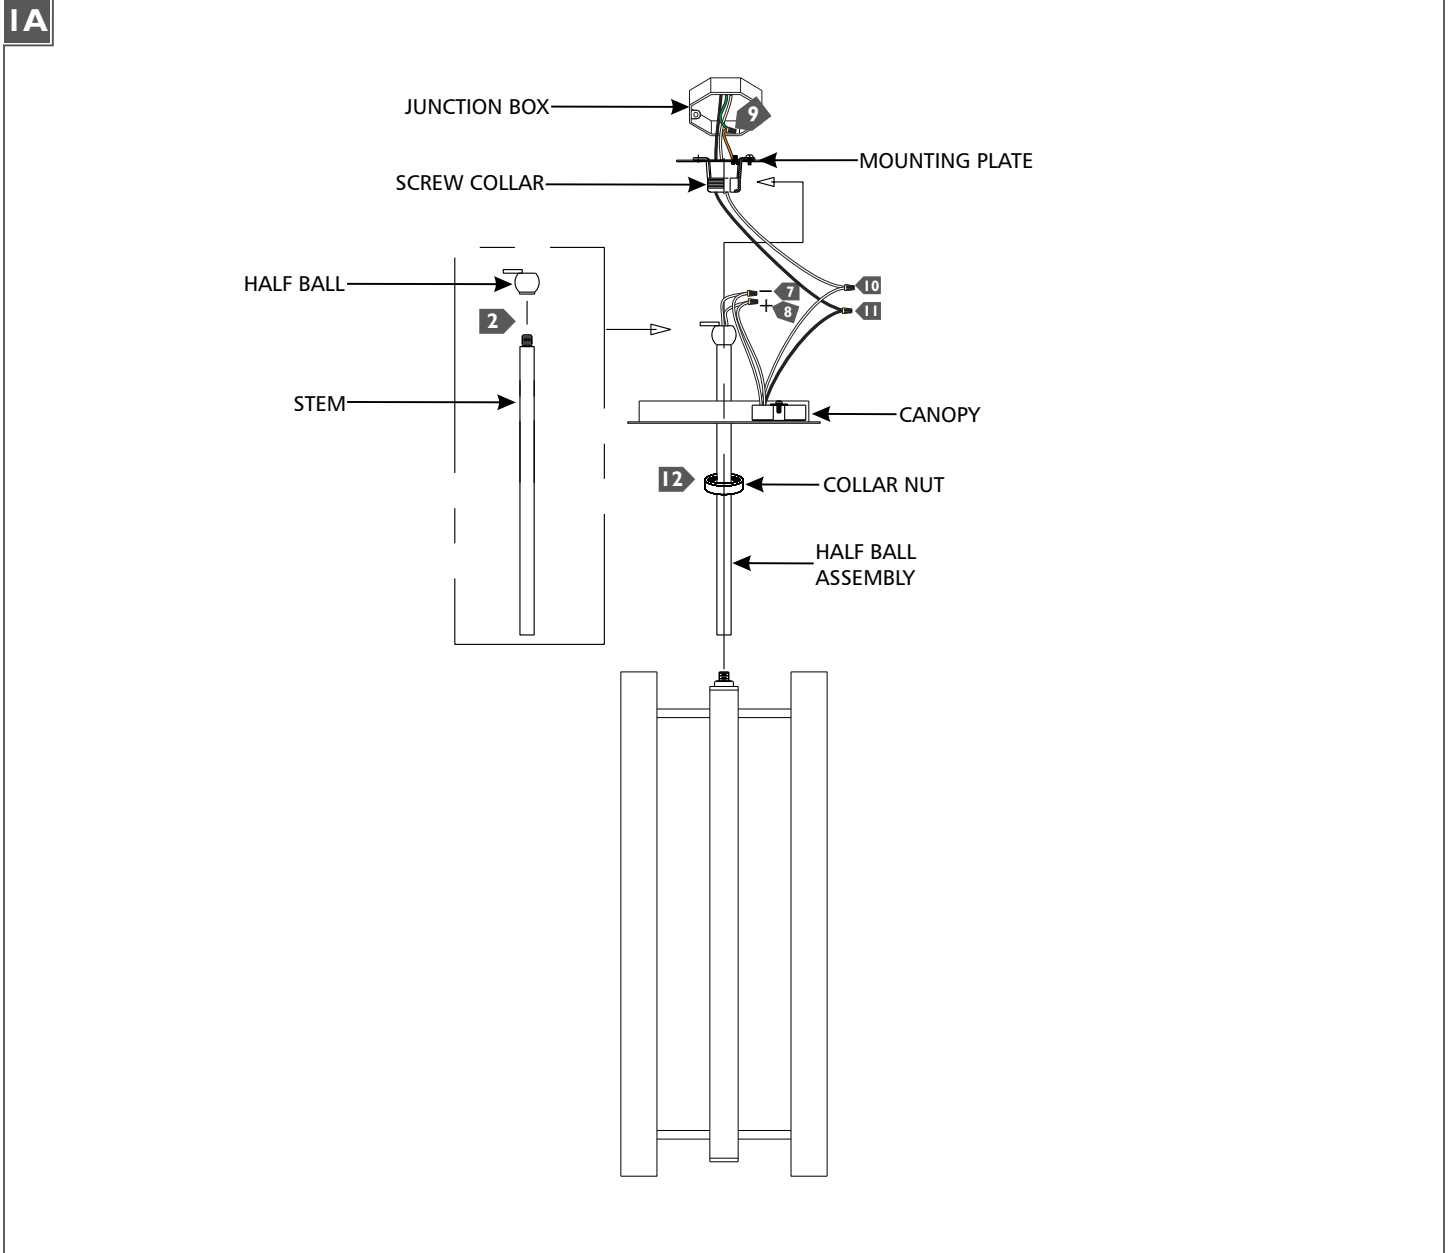 1A
JUNCTION BOX
9
MOUNTING PLATE
SCREW COLLAR
HALF BALL
10
– 7
+ 8
11
2
STEM
CANOPY
12
COLLAR NUT
HALF BALL
ASSEMBLY